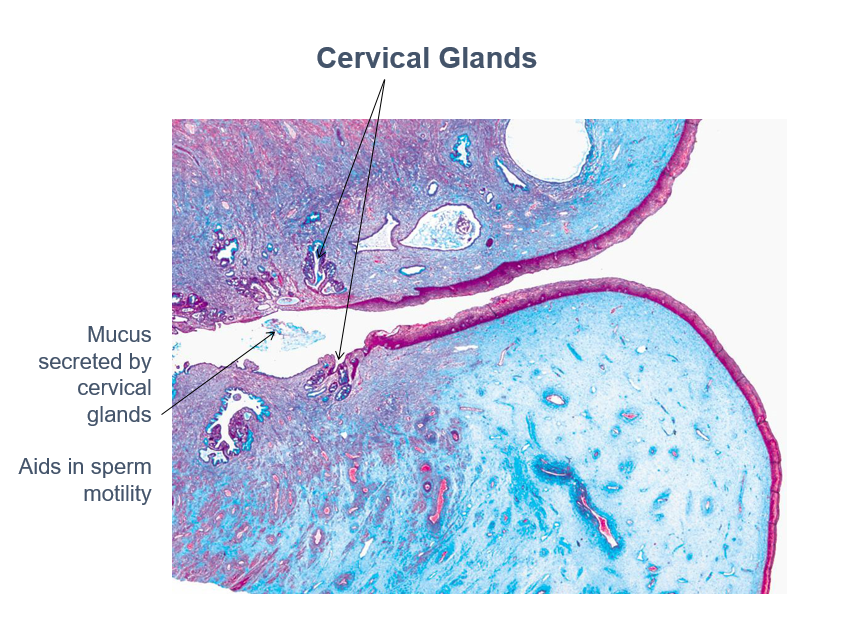 Cervical Glands
Mucus
secreted by
cervical
glands
Aids in sperm
motility